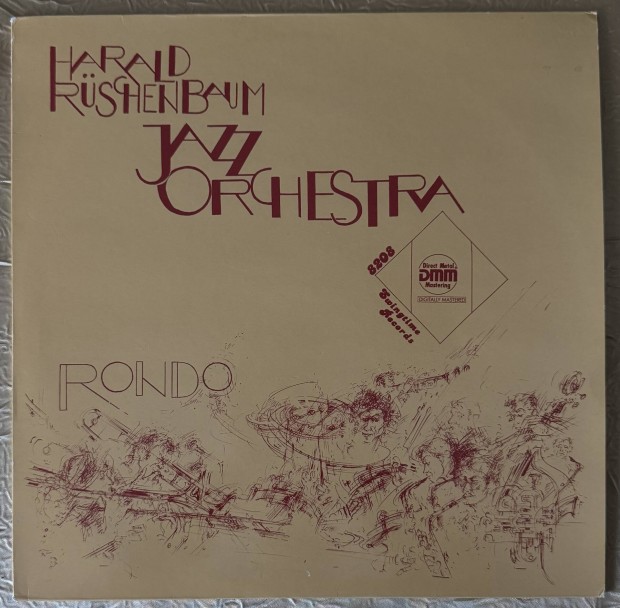 HARALD
RÜSCHENBAUM
JAZZ
ORCHESTRA
8208
Swingtime
Records
Direct Metal
DMM
Mastering
DIGITALLY MASTERED
RONDO